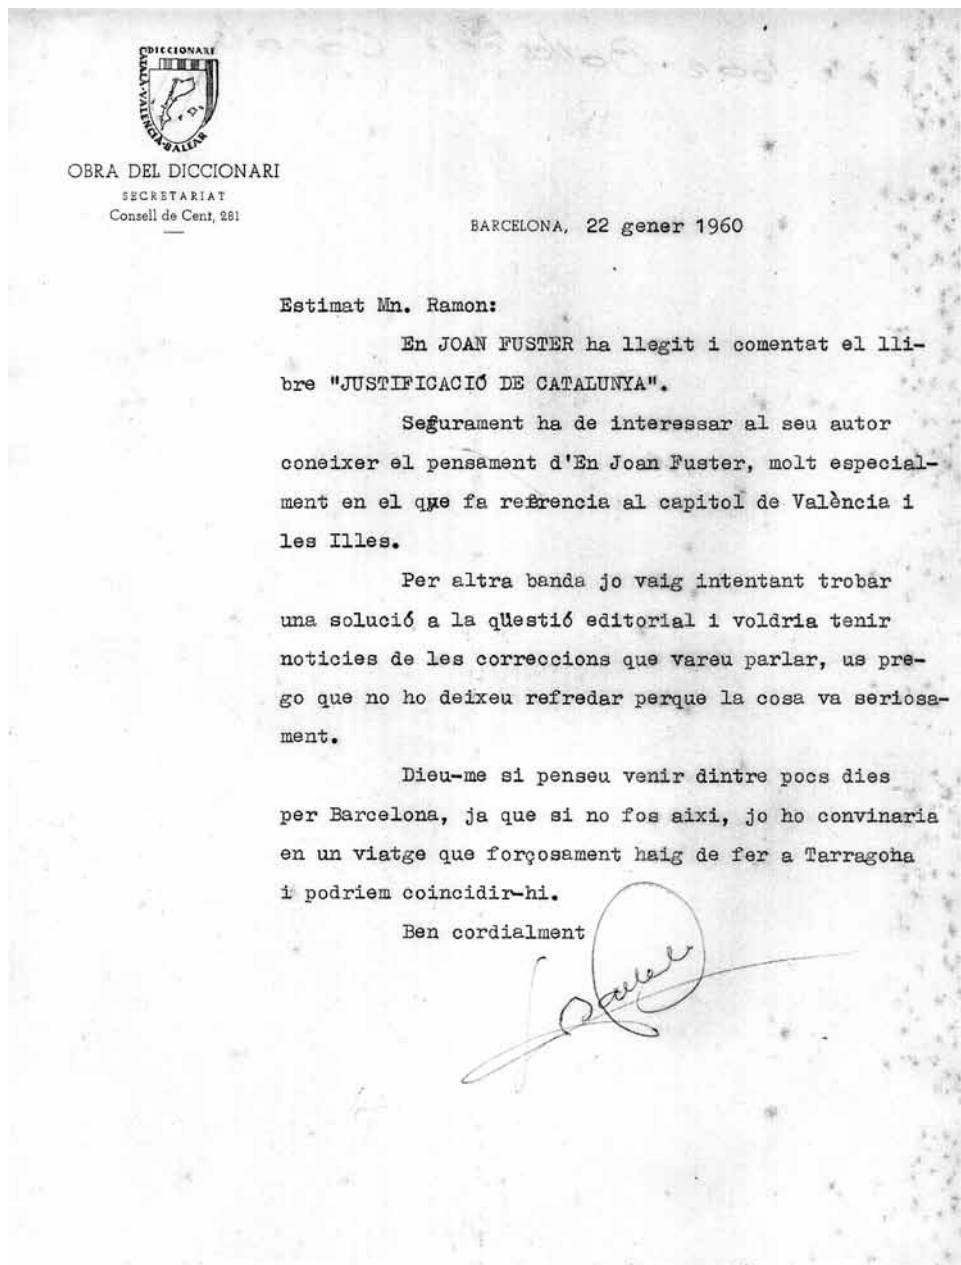 DICCIONARI
CATALÀ-VALENCIÀ-BALEAR
OBRA DEL DICCIONARI
SECRETARIAT
Consell de Cent, 281
BARCELONA, 22 gener 1960
Estimat Mn. Ramon:
En JOAN FUSTER ha llegit i comentat el lli-
bre "JUSTIFICACIÓ DE CATALUNYA".
Segurament ha de interessar al seu autor
coneixer el pensament d'En Joan Fuster, molt especial-
ment en el que fa referencia al capitol de València i
les Illes.
Per altra banda jo vaig intentant trobar
una solució a la qüestió editorial i voldria tenir
noticies de les correccions que vareu parlar, us pre-
go que no ho deixeu refredar perque la cosa va seriosa-
ment.
Dieu-me si penseu venir dintre pocs dies
per Barcelona, ja que si no fos aixi, jo ho convinaria
en un viatge que forçosament haig de fer a Tarragona
i podriem coincidir-hi.
Ben cordialment